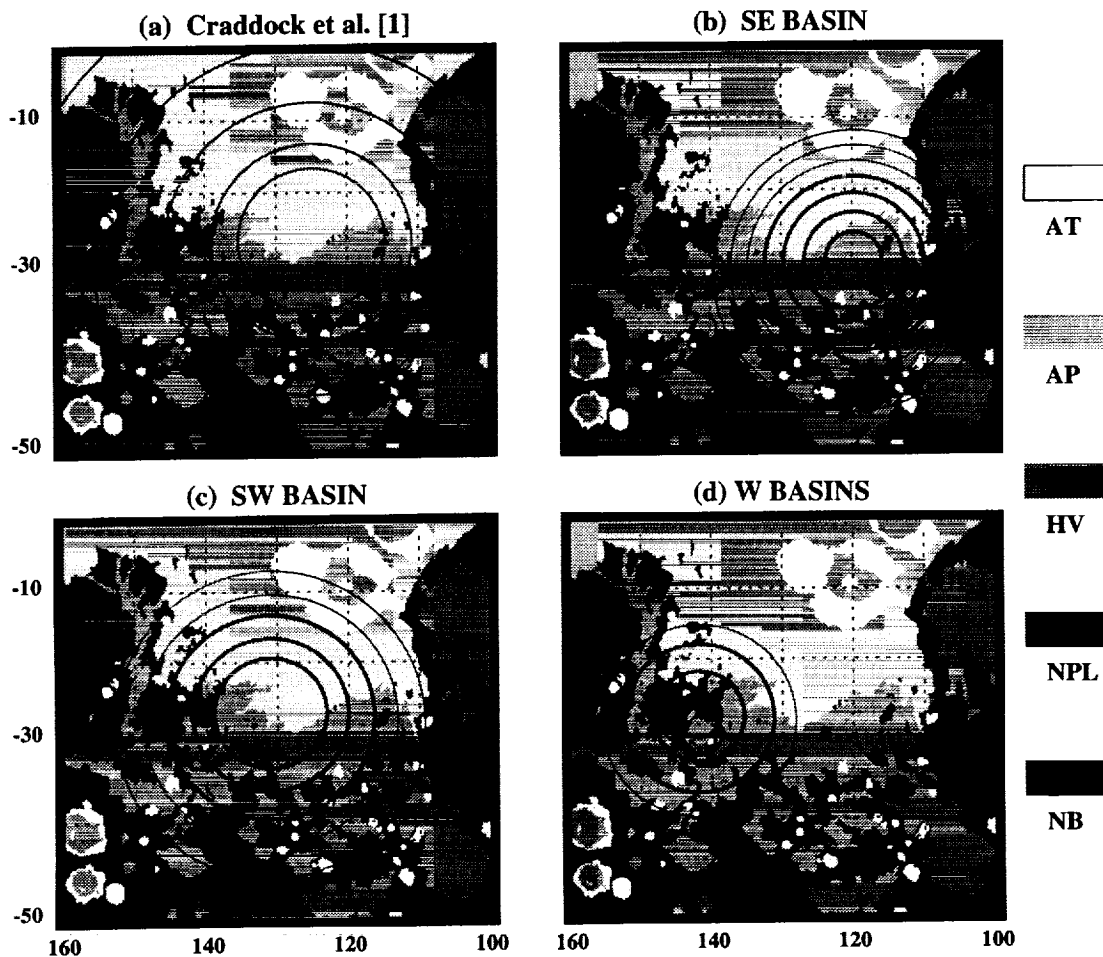 (a) Craddock et al. [1]
(b) SE BASIN
-10
-30
-50
(c) SW BASIN
(d) W BASINS
-10
-30
-50
160
140
120
100
160
140
120
100
AT
AP
HV
NPL
NB